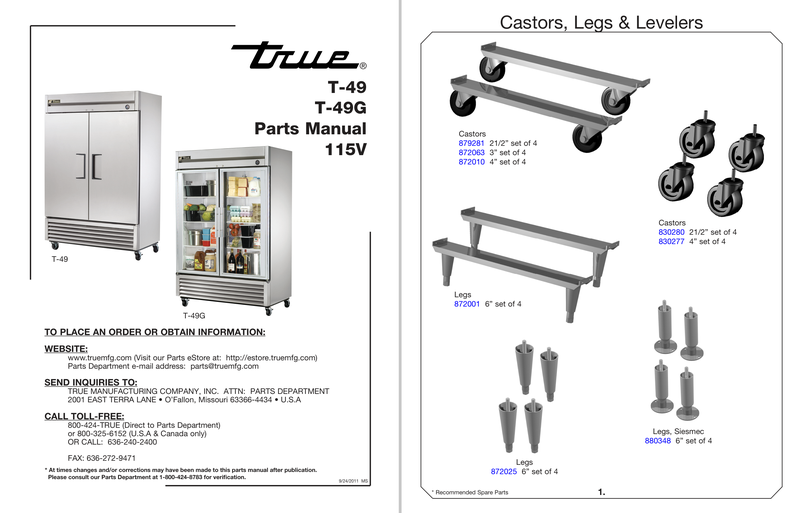 True®
T-49
T-49G
Parts Manual
115V
T-49
T-49G
TO PLACE AN ORDER OR OBTAIN INFORMATION:
WEBSITE:
www.truemfg.com (Visit our Parts eStore at: http://estore.truemfg.com)
Parts Department e-mail address: parts@truemfg.com
SEND INQUIRIES TO:
TRUE MANUFACTURING COMPANY, INC. ATTN: PARTS DEPARTMENT
2001 EAST TERRA LANE • O'Fallon, Missouri 63366-4434 • U.S.A
CALL TOLL-FREE:
800-424-TRUE (Direct to Parts Department)
or 800-325-6152 (U.S.A & Canada only)
OR CALL: 636-240-2400
FAX: 636-272-9471
* At times changes and/or corrections may have been made to this parts manual after publication.
Please consult our Parts Department at 1-800-424-8783 for verification.
9/24/2011 MS
Castors, Legs & Levelers
Castors
879281 21/2" set of 4
872063 3" set of 4
872010 4" set of 4
Castors
830280 21/2" set of 4
830277 4" set of 4
Legs
872001 6" set of 4
Legs, Siesmec
880348 6" set of 4
Legs
872025 6" set of 4
* Recommended Spare Parts
1.